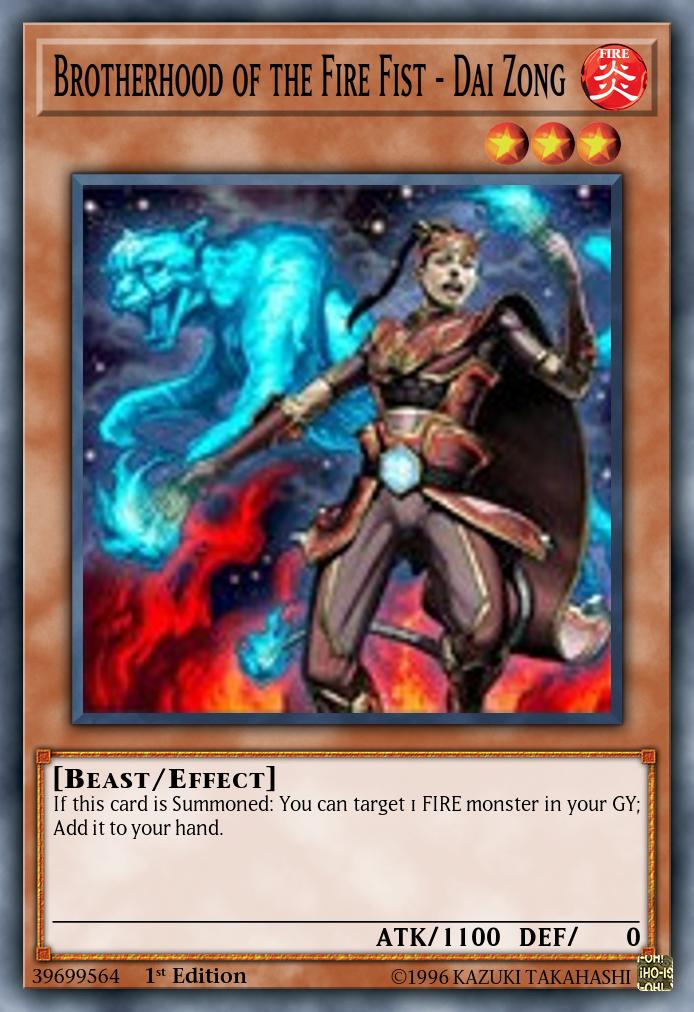 BROTHERHOOD OF THE FIRE FIST - DAI ZONG
FIRE
炎
[BEAST/EFFECT]
If this card is Summoned: You can target 1 FIRE monster in your GY;
Add it to your hand.
ATK/1100 DEF/ 0
39699564 1st Edition ©1996 KAZUKI TAKAHASHI